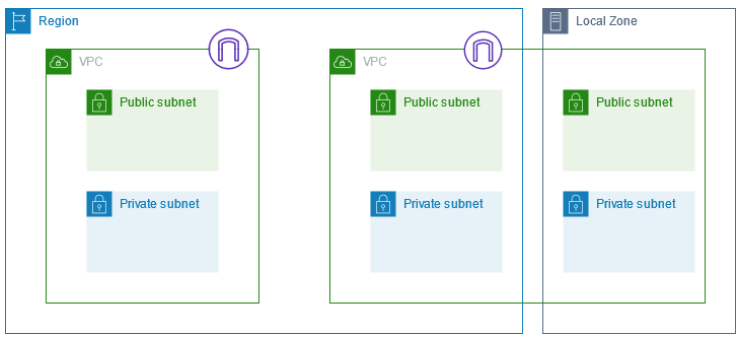 Region
Local Zone
VPC
VPC
Public subnet
Public subnet
Public subnet
Private subnet
Private subnet
Private subnet